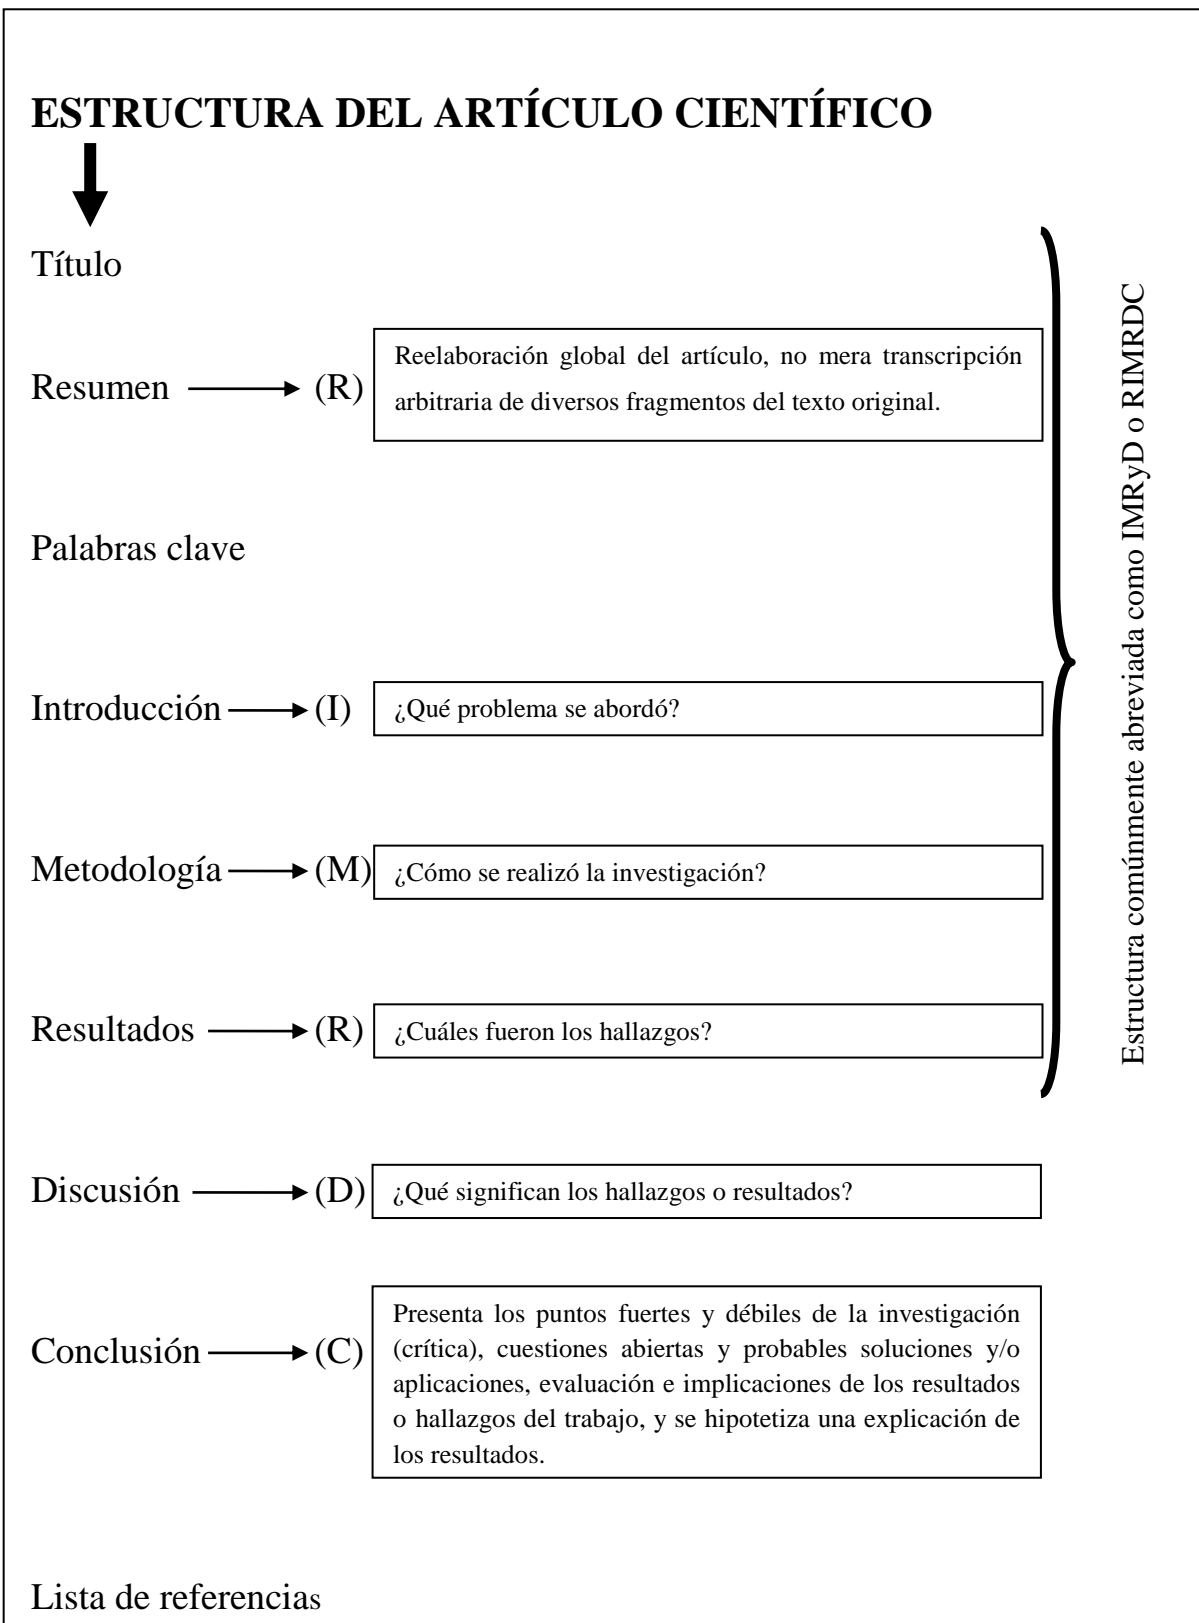 ESTRUCTURA DEL ARTÍCULO CIENTÍFICO
Título
Resumen (R)
Reelaboración global del artículo, no mera transcripción
arbitraria de diversos fragmentos del texto original.
Palabras clave
Introducción (I) ¿Qué problema se abordó?
Metodología (M) ¿Cómo se realizó la investigación?
Resultados (R) ¿Cuáles fueron los hallazgos?
Discusión (D) ¿Qué significan los hallazgos o resultados?
Conclusión (C)
Presenta los puntos fuertes y débiles de la investigación
(crítica), cuestiones abiertas y probables soluciones y/o
aplicaciones, evaluación e implicaciones de los resultados
o hallazgos del trabajo, y se hipotetiza una explicación de
los resultados.
Lista de referencias
Estructura comúnmente abreviada como IMRyD o RIMRDC